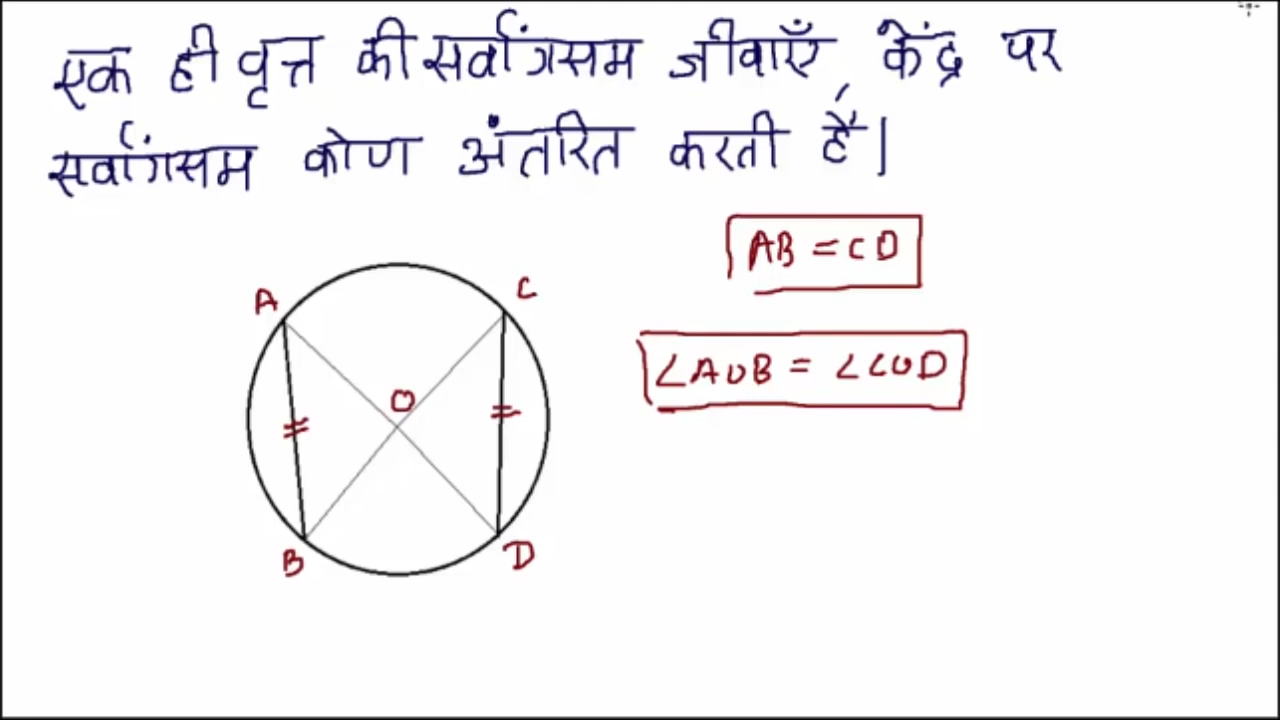 एक ही वृत्त की सर्वांगसम जीवाएँ केंद्र पर
सर्वांगसम कोण अंतरित करती हैं।
AB = CD
∠AOB = ∠COD
A
C
O
B
D